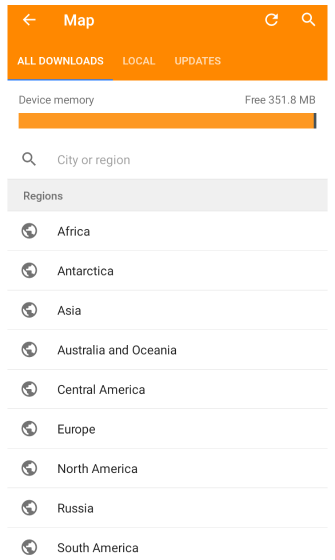 Map
ALL DOWNLOADS LOCAL UPDATES
Device memory Free 351.8 MB
City or region
Regions
Africa
Antarctica
Asia
Australia and Oceania
Central America
Europe
North America
Russia
South America